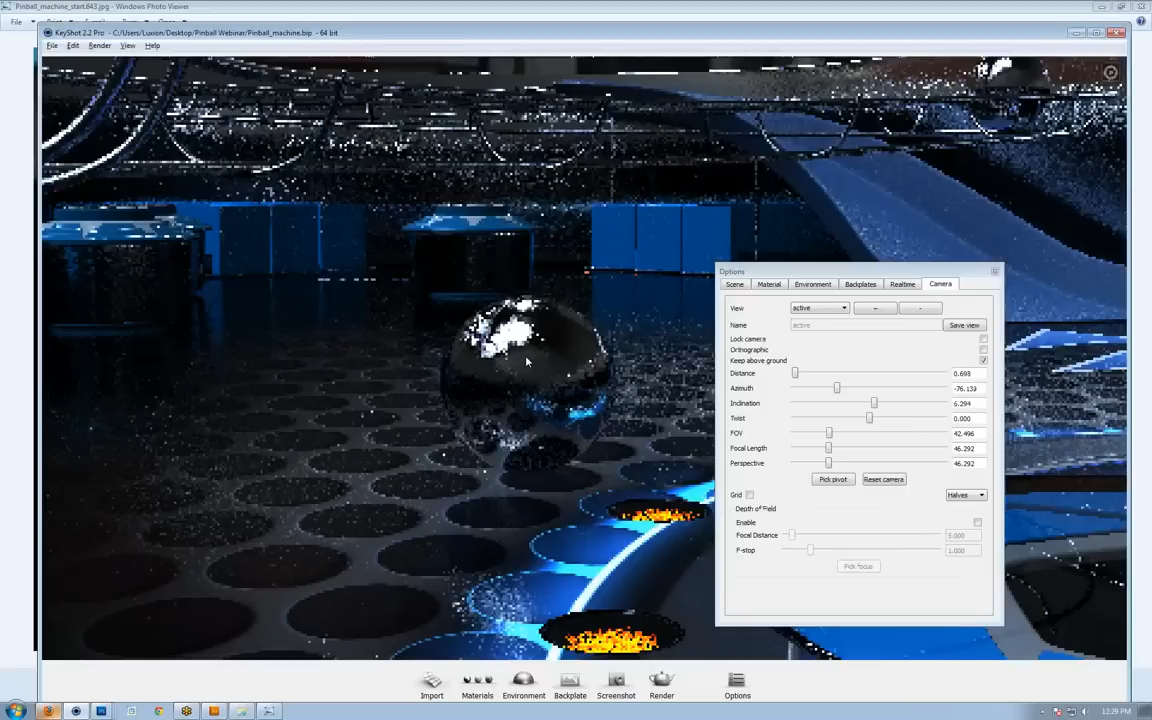 Pinball_machine_start.643.jpg - Windows Photo Viewer
File
KeyShot 2.2 Pro - C:/Users/Luxion/Desktop/Pinball Webinar/Pinball_machine.bip - 64 bit
File Edit Render View Help
Options
Scene Material Environment Backplates Realtime Camera
View active + -
Name active Save view
Lock camera
Orthographic
Keep above ground
Distance 0.698
Azimuth -76.139
Inclination 6.294
Twist 0.000
FOV 42.496
Focal Length 46.292
Perspective 46.292
Pick pivot Reset camera
Grid Halves
Depth of Field
Enable
Focal Distance 5.000
F-stop 1.000
Pick focus
Import Materials Environment Backplate Screenshot Render Options
12:29 PM